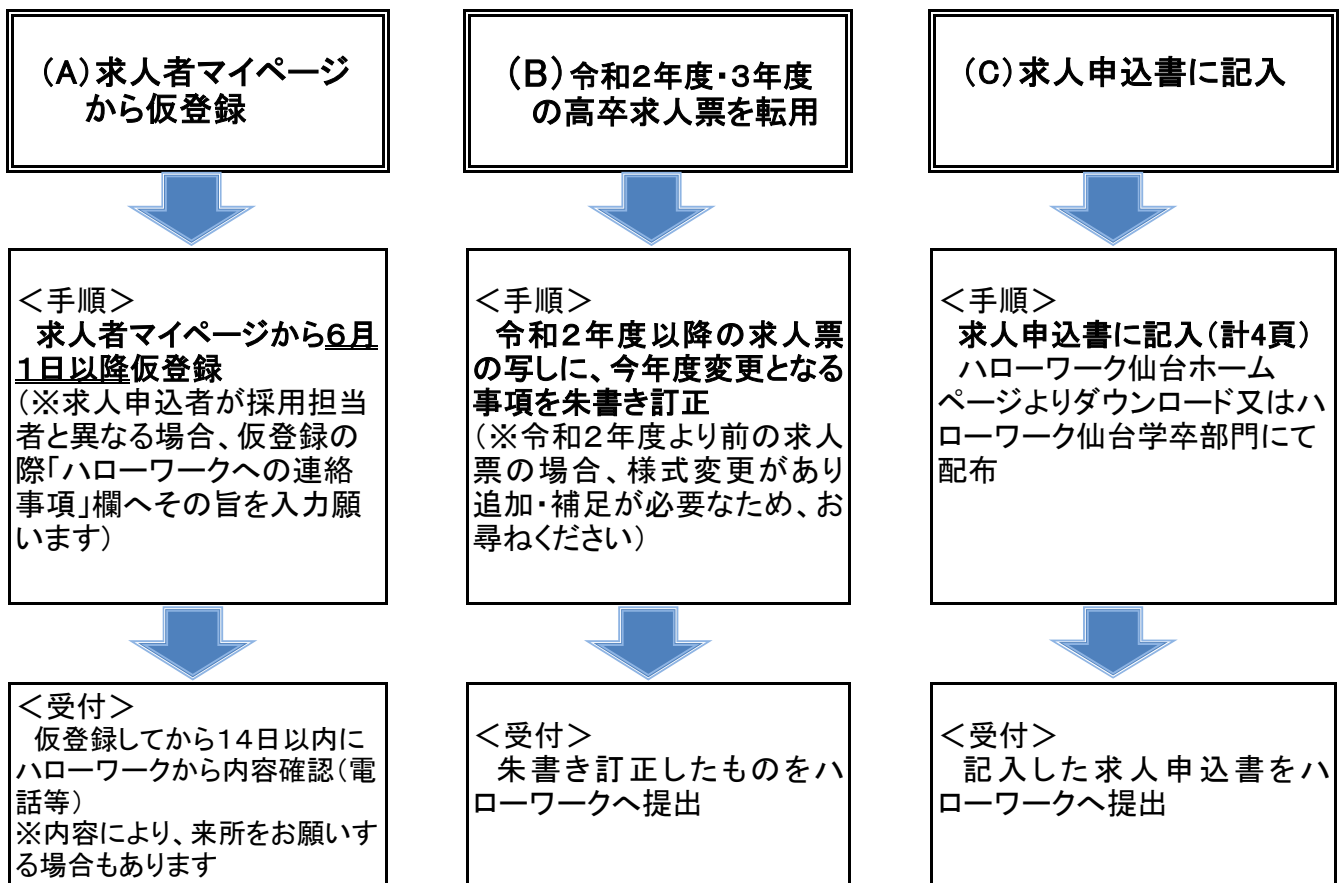 (A)求人者マイページ
から仮登録
＜手順＞
求人者マイページから６月
１日以降仮登録
(※求人申込者が採用担当
者と異なる場合、仮登録の
際「ハローワークへの連絡
事項」欄へその旨を入力願
います)
＜受付＞
仮登録してから１４日以内に
ハローワークから内容確認(電
話等)
※内容により、来所をお願いす
る場合もあります
(B)令和２年度・３年度
の高卒求人票を転用
＜手順＞
令和２年度以降の求人票
の写しに、今年度変更となる
事項を朱書き訂正
(※令和２年度より前の求人
票の場合、様式変更があり
追加・補足が必要なため、お
尋ねください)
＜受付＞
朱書き訂正したものをハ
ローワークへ提出
(C)求人申込書に記入
＜手順＞
求人申込書に記入(計4頁)
ハローワーク仙台ホーム
ページよりダウンロード又はハ
ローワーク仙台学卒部門にて
配布
＜受付＞
記入した求人申込書をハ
ローワークへ提出